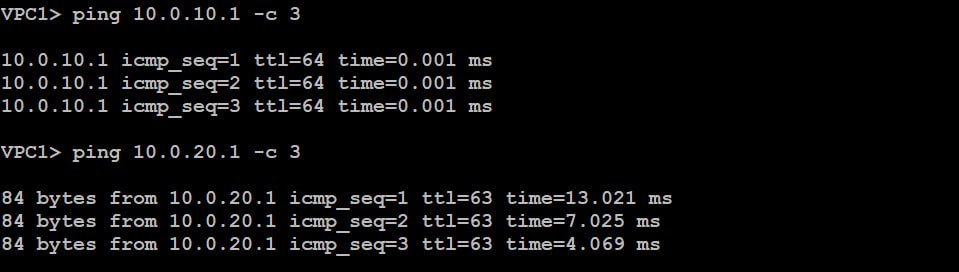 VPC1> ping 10.0.10.1 -c 3
10.0.10.1 icmp_seq=1 ttl=64 time=0.001 ms
10.0.10.1 icmp_seq=2 ttl=64 time=0.001 ms
10.0.10.1 icmp_seq=3 ttl=64 time=0.001 ms
VPC1> ping 10.0.20.1 -c 3
84 bytes from 10.0.20.1 icmp_seq=1 ttl=63 time=13.021 ms
84 bytes from 10.0.20.1 icmp_seq=2 ttl=63 time=7.025 ms
84 bytes from 10.0.20.1 icmp_seq=3 ttl=63 time=4.069 ms